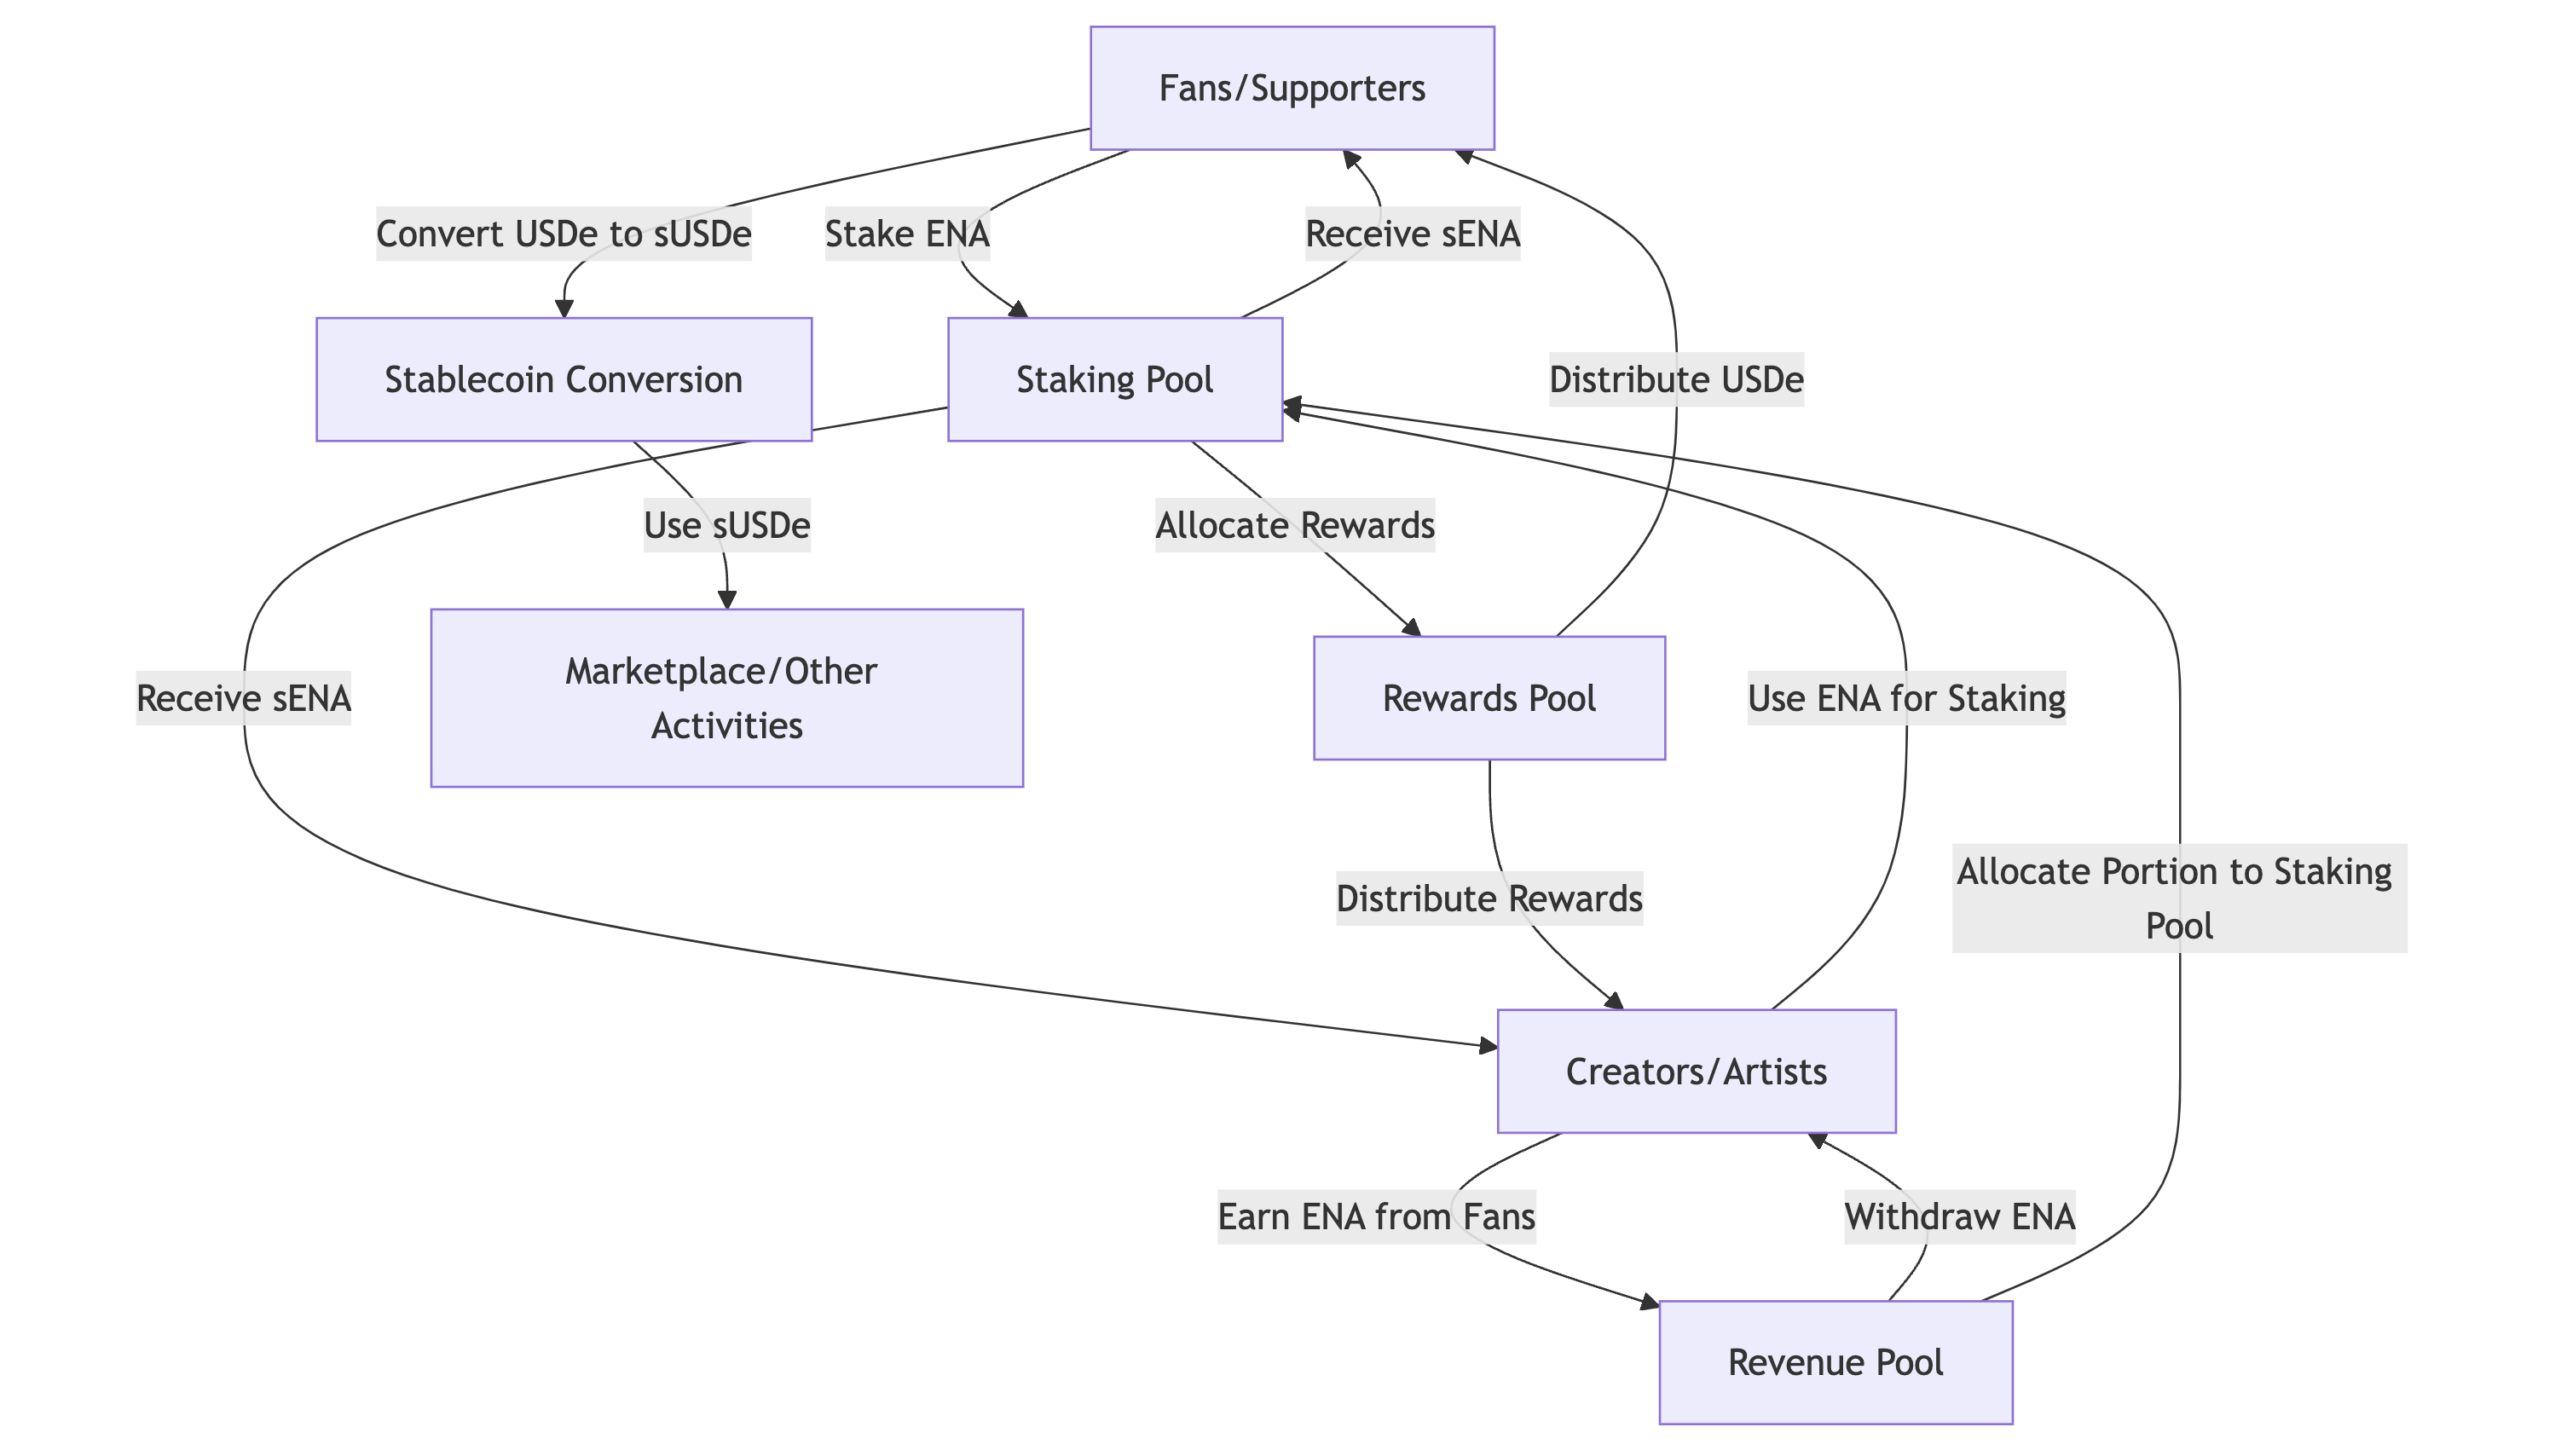 Fans/Supporters
Convert USDe to sUSDe
Stake ENA
Receive sENA
Stablecoin Conversion
Staking Pool
Distribute USDe
Use sUSDe
Allocate Rewards
Receive sENA
Marketplace/Other
Activities
Rewards Pool
Use ENA for Staking
Distribute Rewards
Allocate Portion to Staking
Pool
Creators/Artists
Earn ENA from Fans
Withdraw ENA
Revenue Pool